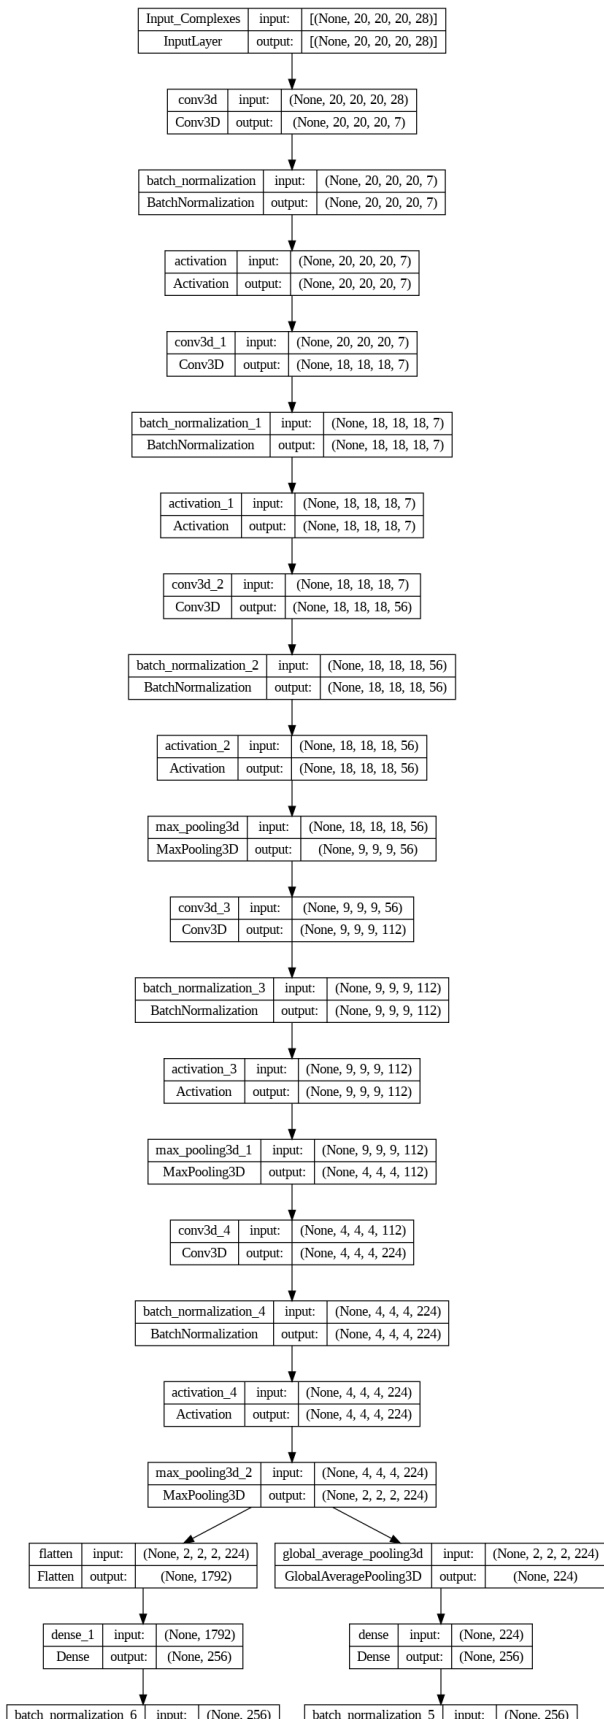 Input_Complexes input: [(None, 20, 20, 20, 28)]
InputLayer output: [(None, 20, 20, 20, 28)]
conv3d input: (None, 20, 20, 20, 28)
Conv3D output: (None, 20, 20, 20, 7)
batch_normalization input: (None, 20, 20, 20, 7)
BatchNormalization output: (None, 20, 20, 20, 7)
activation input: (None, 20, 20, 20, 7)
Activation output: (None, 20, 20, 20, 7)
conv3d_1 input: (None, 20, 20, 20, 7)
Conv3D output: (None, 18, 18, 18, 7)
batch_normalization_1 input: (None, 18, 18, 18, 7)
BatchNormalization output: (None, 18, 18, 18, 7)
activation_1 input: (None, 18, 18, 18, 7)
Activation output: (None, 18, 18, 18, 7)
conv3d_2 input: (None, 18, 18, 18, 7)
Conv3D output: (None, 18, 18, 18, 56)
batch_normalization_2 input: (None, 18, 18, 18, 56)
BatchNormalization output: (None, 18, 18, 18, 56)
activation_2 input: (None, 18, 18, 18, 56)
Activation output: (None, 18, 18, 18, 56)
max_pooling3d input: (None, 18, 18, 18, 56)
MaxPooling3D output: (None, 9, 9, 9, 56)
conv3d_3 input: (None, 9, 9, 9, 56)
Conv3D output: (None, 9, 9, 9, 112)
batch_normalization_3 input: (None, 9, 9, 9, 112)
BatchNormalization output: (None, 9, 9, 9, 112)
activation_3 input: (None, 9, 9, 9, 112)
Activation output: (None, 9, 9, 9, 112)
max_pooling3d_1 input: (None, 9, 9, 9, 112)
MaxPooling3D output: (None, 4, 4, 4, 112)
conv3d_4 input: (None, 4, 4, 4, 112)
Conv3D output: (None, 4, 4, 4, 224)
batch_normalization_4 input: (None, 4, 4, 4, 224)
BatchNormalization output: (None, 4, 4, 4, 224)
activation_4 input: (None, 4, 4, 4, 224)
Activation output: (None, 4, 4, 4, 224)
max_pooling3d_2 input: (None, 4, 4, 4, 224)
MaxPooling3D output: (None, 2, 2, 2, 224)
flatten input: (None, 2, 2, 2, 224)
Flatten output: (None, 1792)
global_average_pooling3d input: (None, 2, 2, 2, 224)
GlobalAveragePooling3D output: (None, 224)
dense_1 input: (None, 1792)
Dense output: (None, 256)
dense input: (None, 224)
Dense output: (None, 256)
batch_normalization_6 input: (None, 256)
batch_normalization_5 input: (None, 256)